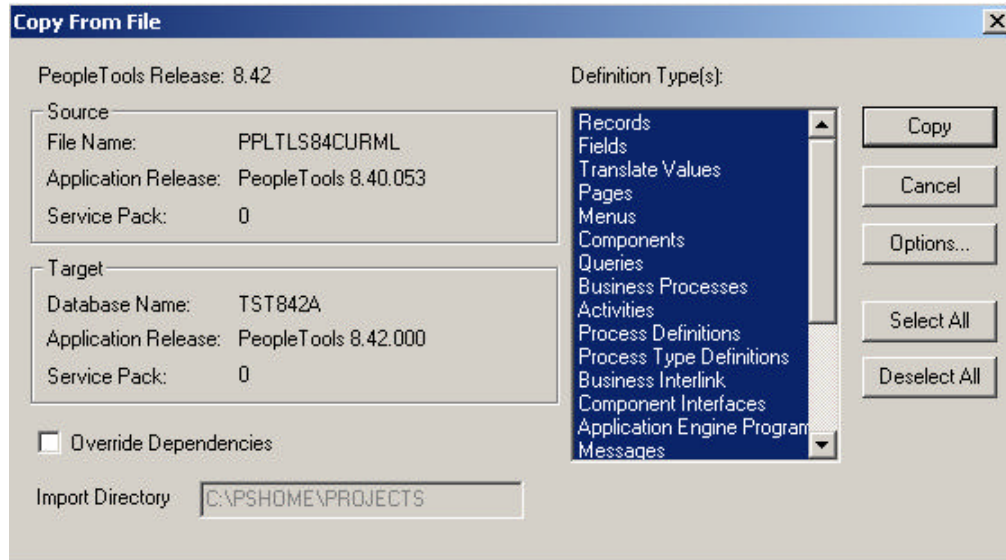 Copy From File
PeopleTools Release: 8.42
Source
File Name: PPLTLS84CURML
Application Release: PeopleTools 8.40.053
Service Pack: 0
Target
Database Name: TST842A
Application Release: PeopleTools 8.42.000
Service Pack: 0
Override Dependencies
Import Directory C:\PSHOME\PROJECTS
Definition Type(s):
Records
Fields
Translate Values
Pages
Menus
Components
Queries
Business Processes
Activities
Process Definitions
Process Type Definitions
Business Interlink
Component Interfaces
Application Engine Program
Messages
Copy
Cancel
Options...
Select All
Deselect All